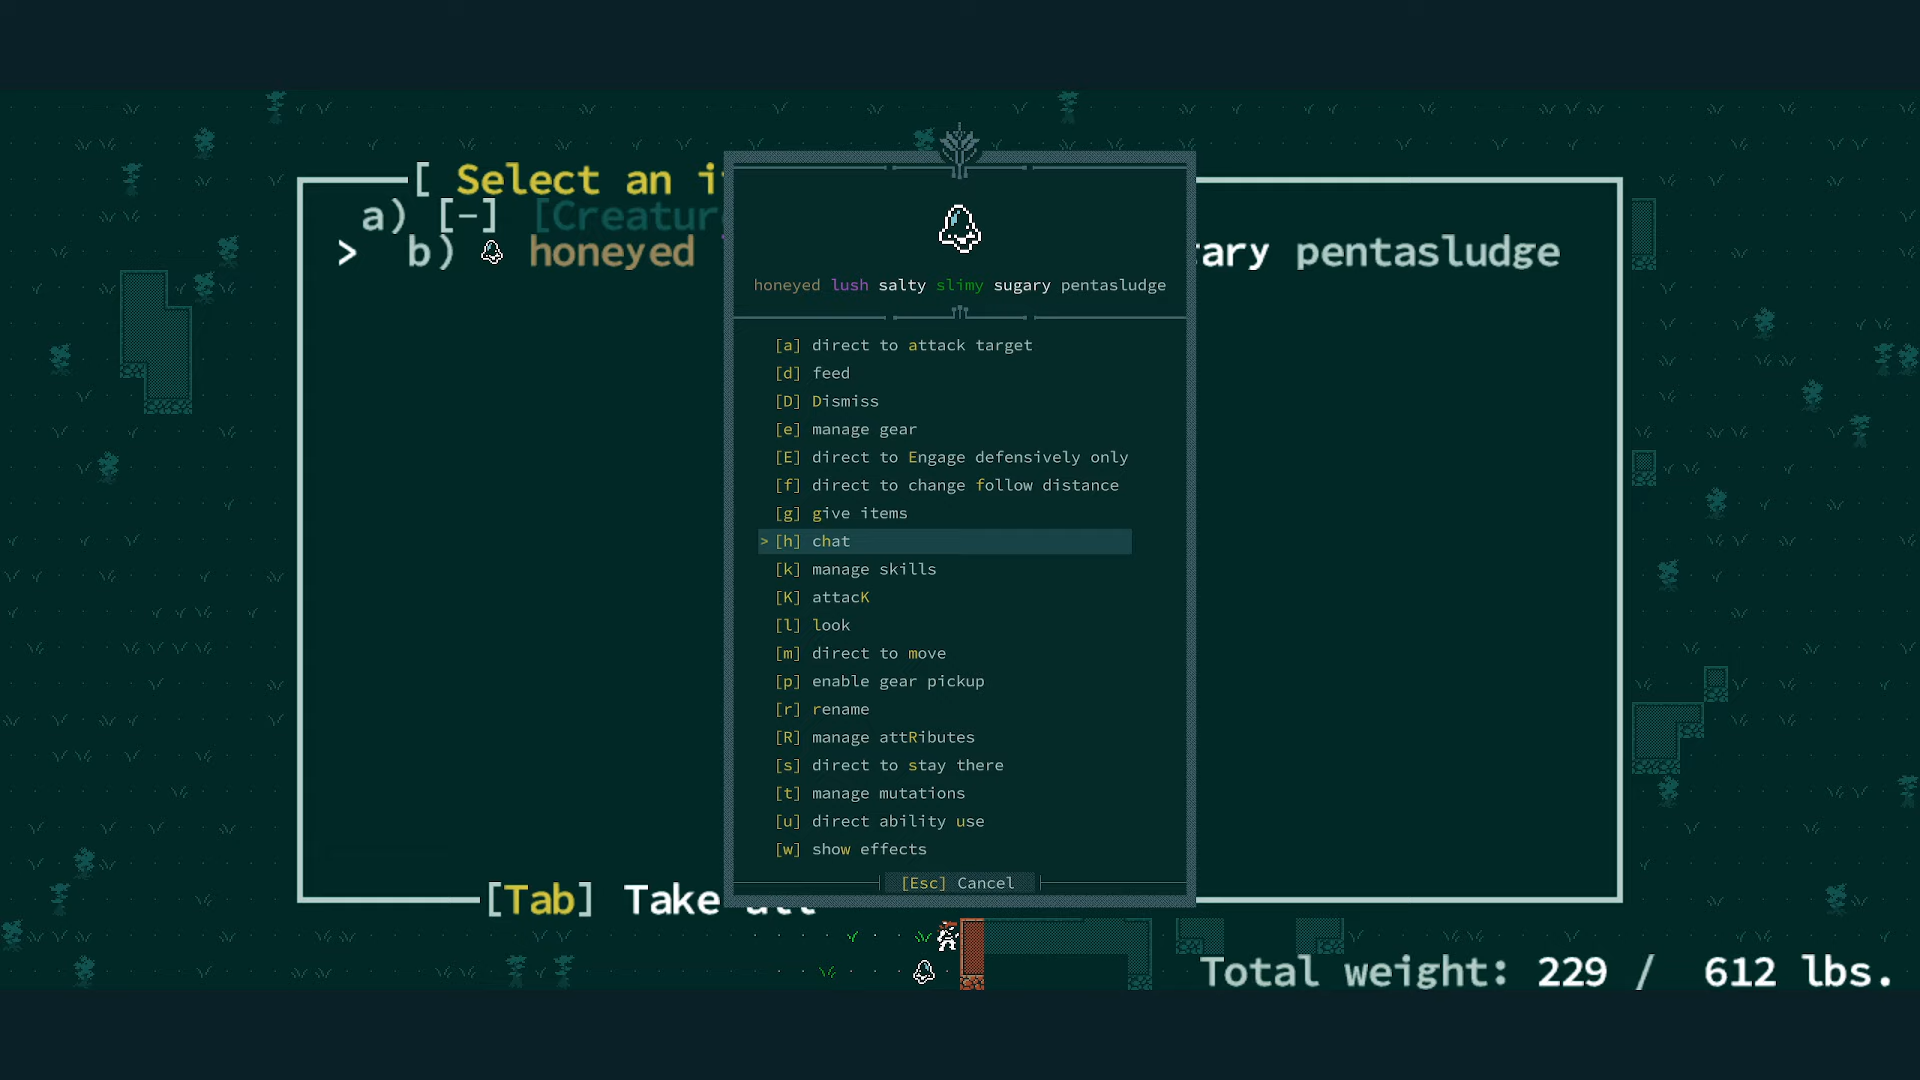 [ Select an i
a) [-] [Creatur
> b) honeyed rary pentasludge
honeyed lush salty slimy sugary pentasludge
[a] direct to attack target
[d] feed
[D] Dismiss
[e] manage gear
[E] direct to Engage defensively only
[f] direct to change follow distance
[g] give items
> [h] chat
[k] manage skills
[K] attacK
[l] look
[m] direct to move
[p] enable gear pickup
[r] rename
[R] manage attRibutes
[s] direct to stay there
[t] manage mutations
[u] direct ability use
[w] show effects
[Esc] Cancel
[Tab] Take all
Total weight: 229 / 612 lbs.